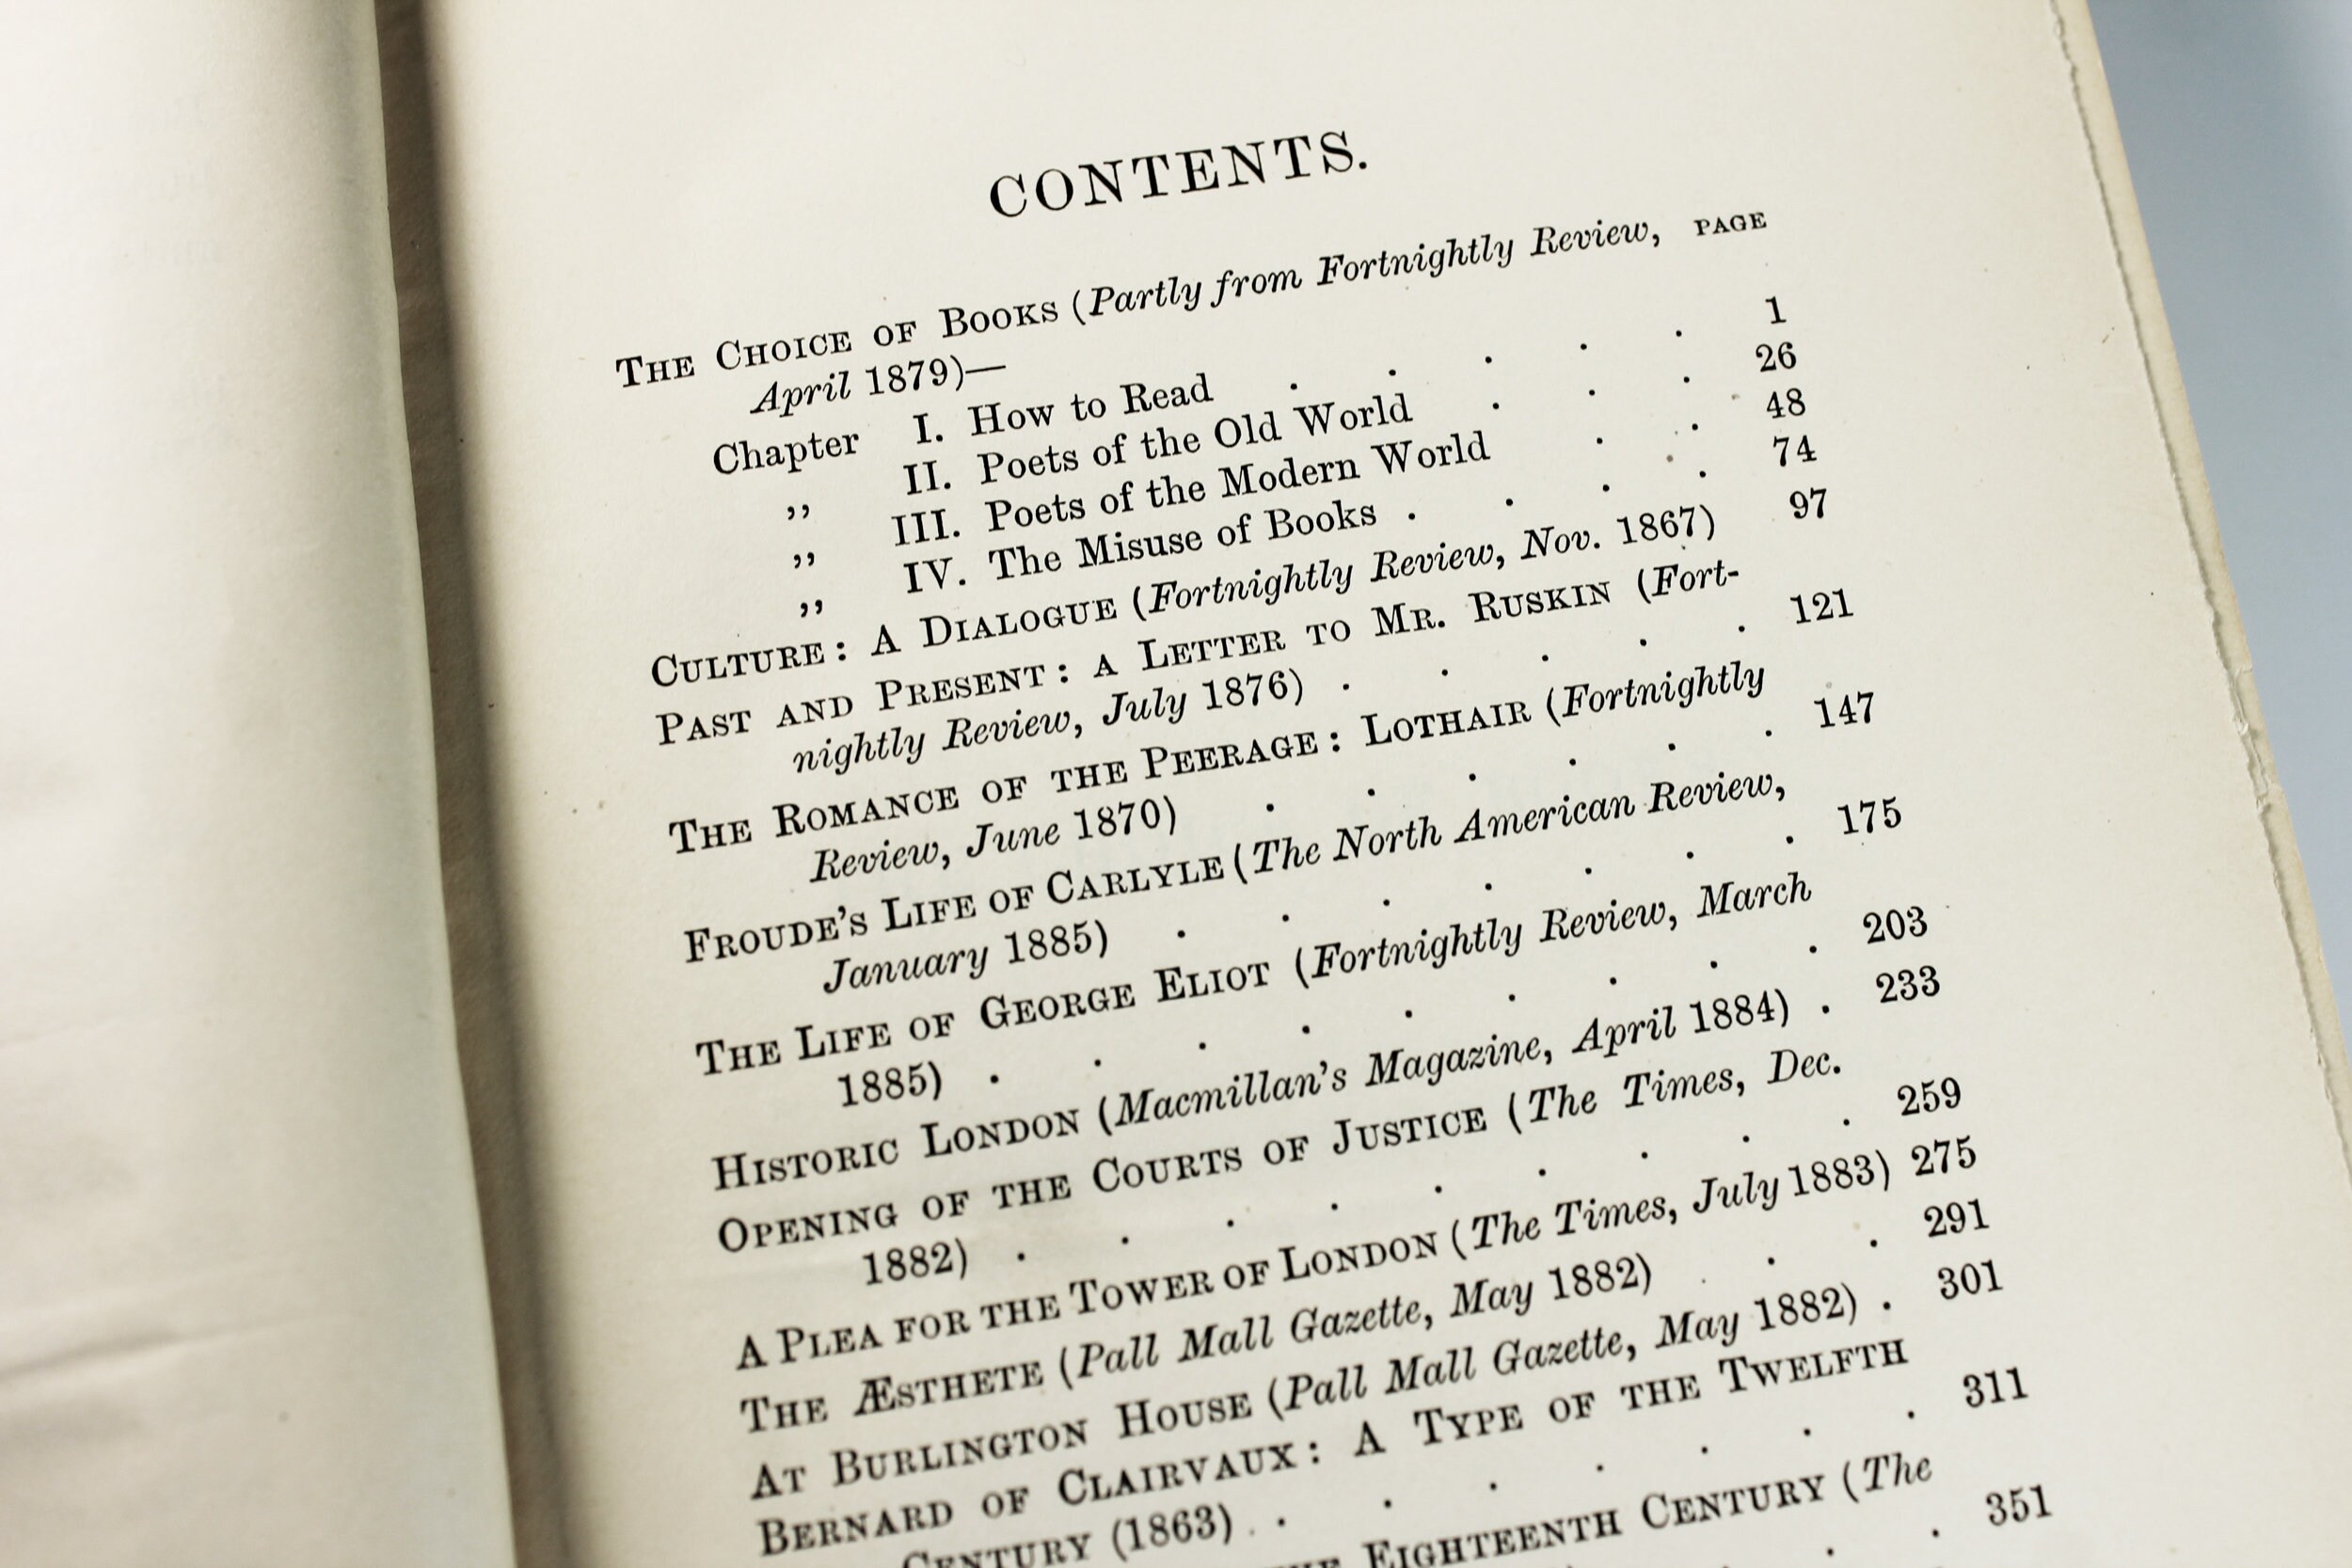 CONTENTS.
PAGE
THE CHOICE OF BOOKS (Partly from Fortnightly Review,
April 1879)—
Chapter I. How to Read . . . . . 1
,, II. Poets of the Old World . . . 26
,, III. Poets of the Modern World . . 48
,, IV. The Misuse of Books . . . . 74
CULTURE: A DIALOGUE (Fortnightly Review, Nov. 1867) 97
PAST AND PRESENT: A LETTER TO MR. RUSKIN (Fort-
nightly Review, July 1876) . . . . . 121
THE ROMANCE OF THE PEERAGE: LOTHAIR (Fortnightly
Review, June 1870) . . . . . . 147
FROUDE'S LIFE OF CARLYLE (The North American Review,
January 1885) . . . . . . . 175
THE LIFE OF GEORGE ELIOT (Fortnightly Review, March
1885) . . . . . . . . . 203
HISTORIC LONDON (Macmillan's Magazine, April 1884) . 233
OPENING OF THE COURTS OF JUSTICE (The Times, Dec.
1882) . . . . . . . . . 259
A PLEA FOR THE TOWER OF LONDON (The Times, July 1883) 275
THE ÆSTHETE (Pall Mall Gazette, May 1882) . . . 291
AT BURLINGTON HOUSE (Pall Mall Gazette, May 1882) . 301
BERNARD OF CLAIRVAUX: A TYPE OF THE TWELFTH
CENTURY (1863) . . . . . . . 311
EIGHTEENTH CENTURY (The
351